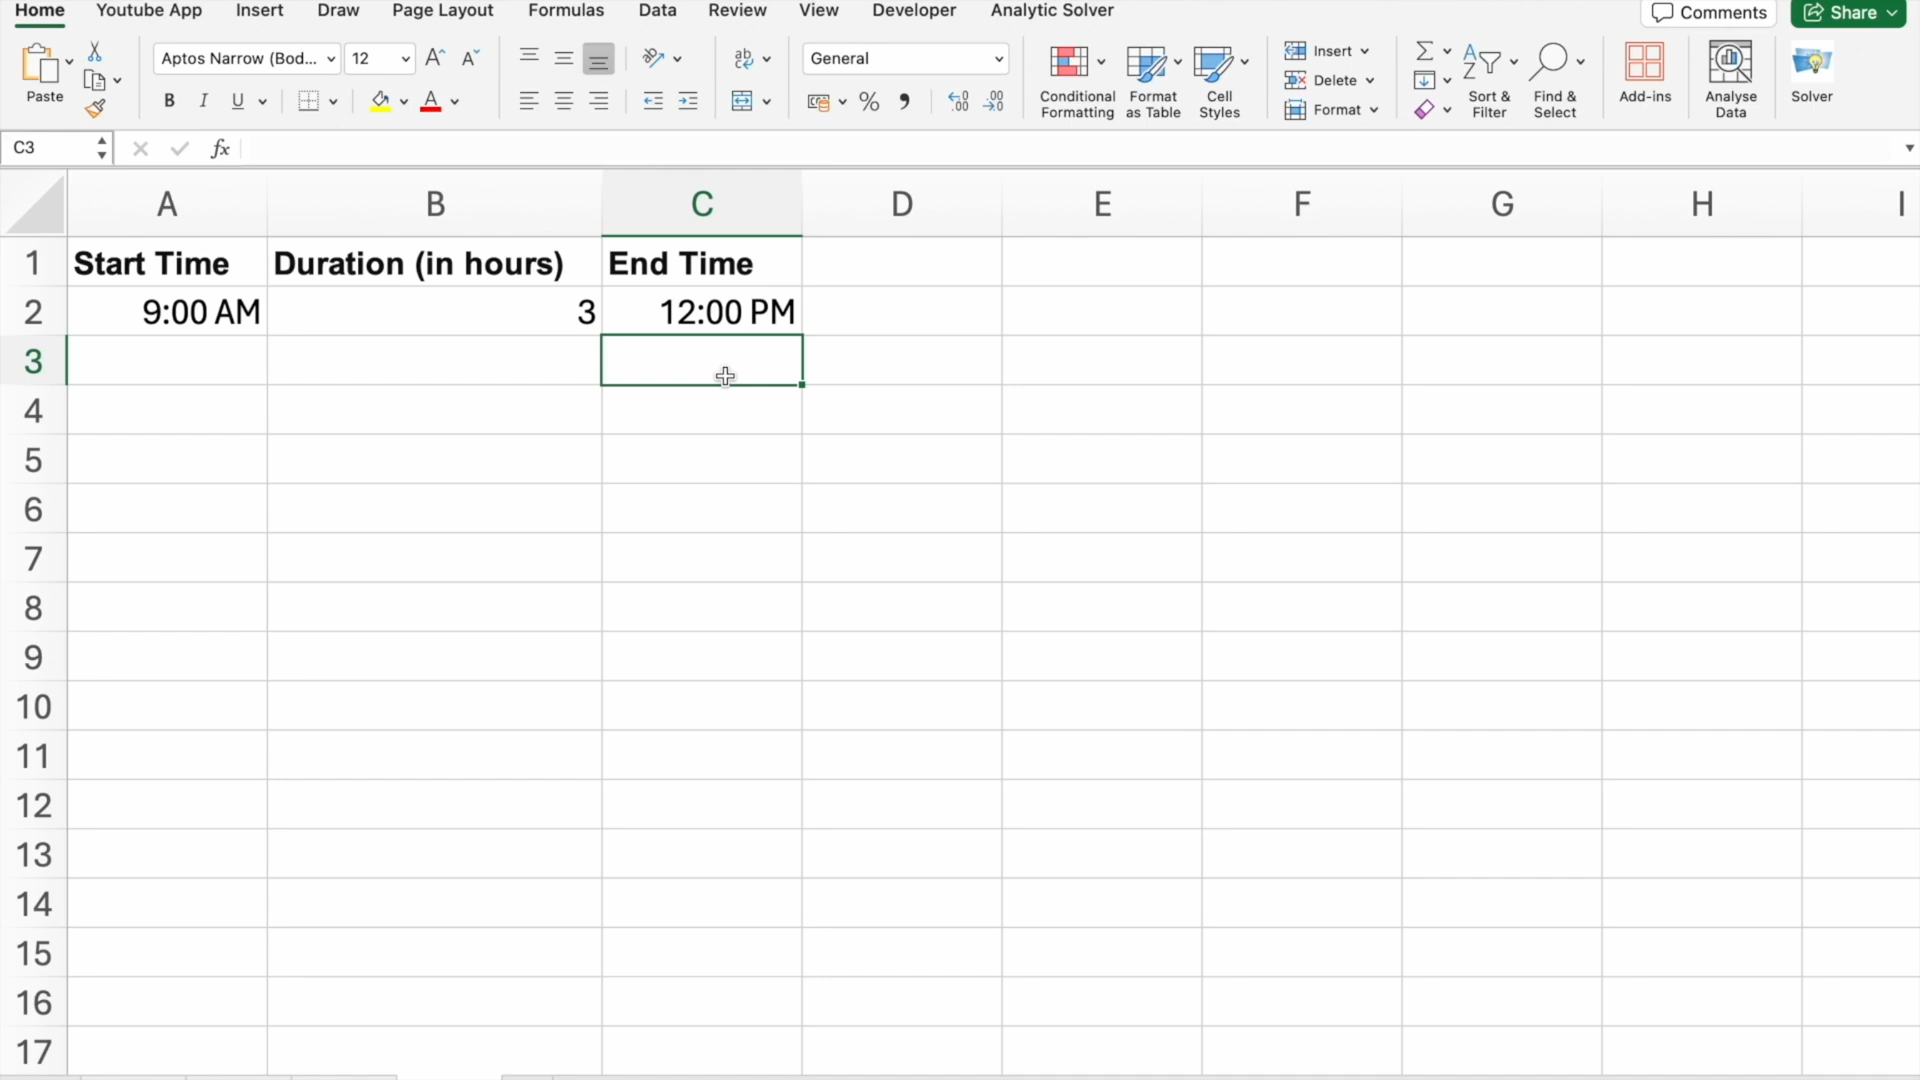 Home Youtube App Insert Draw Page Layout Formulas Data Review View Developer Analytic Solver Comments Share
Paste
Aptos Narrow (Bod... 12
B I U A
General
Conditional Formatting
Format as Table
Cell Styles
Insert
Delete
Format
Sort & Filter
Find & Select
Add-ins
Analyse Data
Solver
C3 fx
A B C D E F G H I
1 Start Time Duration (in hours) End Time
2 9:00 AM 3 12:00 PM
3
4
5
6
7
8
9
10
11
12
13
14
15
16
17